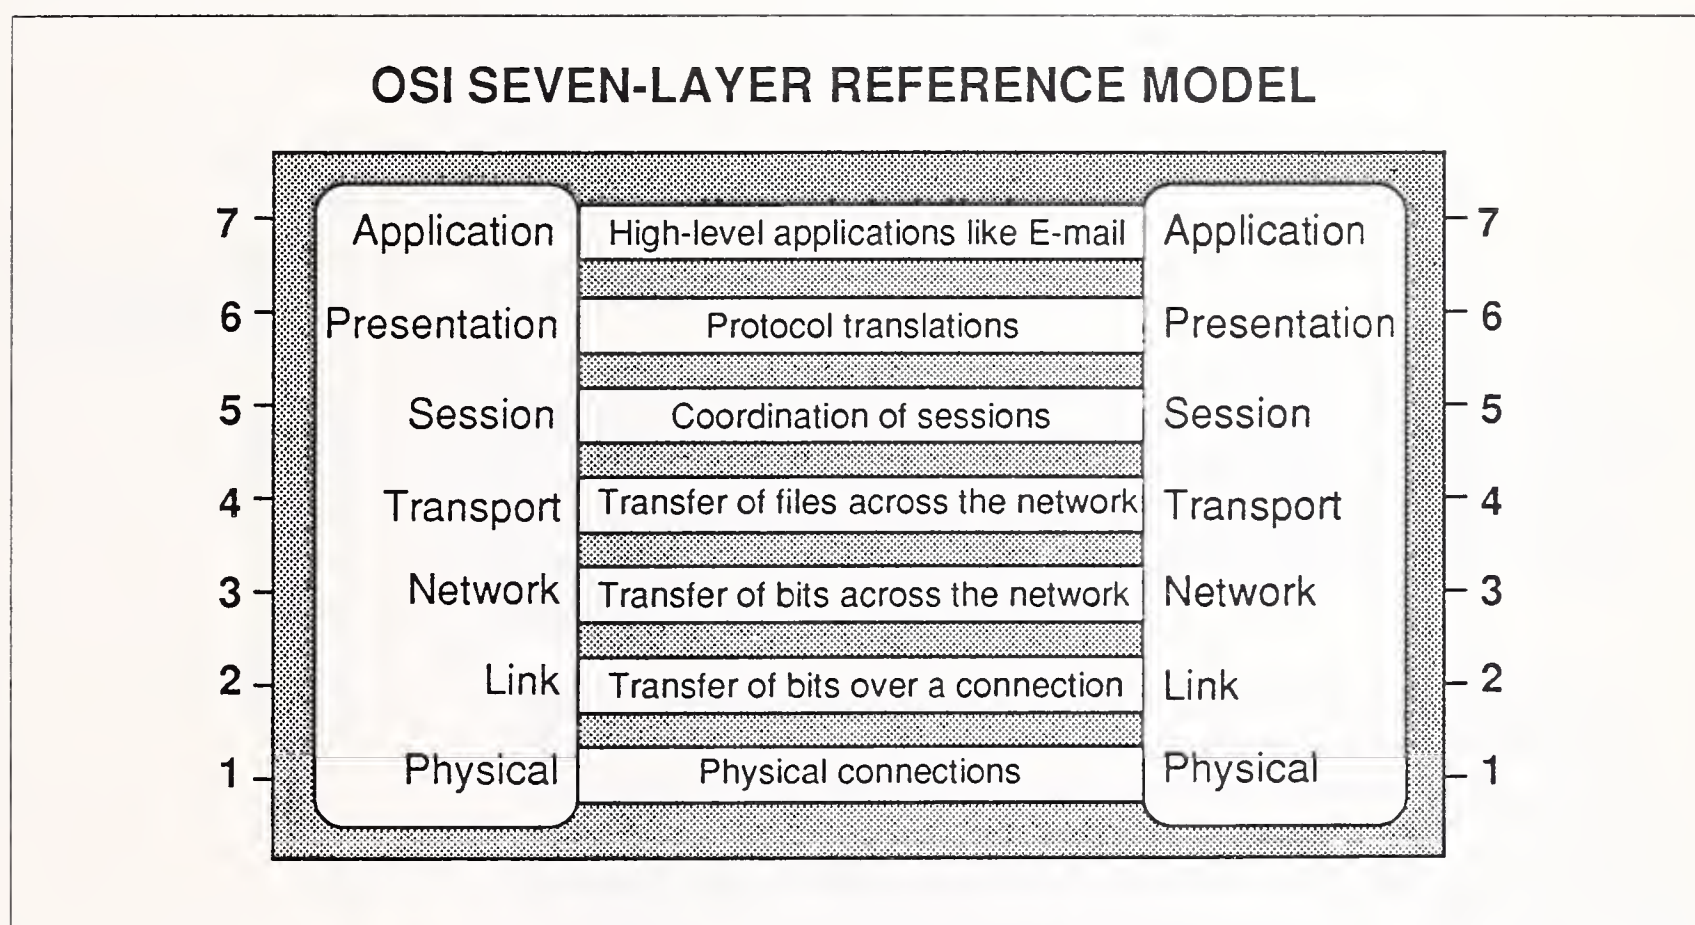 OSI SEVEN-LAYER REFERENCE MODEL
7 Application High-level applications like E-mail Application 7
6 Presentation Protocol translations Presentation 6
5 Session Coordination of sessions Session 5
4 Transport Transfer of files across the network Transport 4
3 Network Transfer of bits across the network Network 3
2 Link Transfer of bits over a connection Link 2
1 Physical Physical connections Physical 1